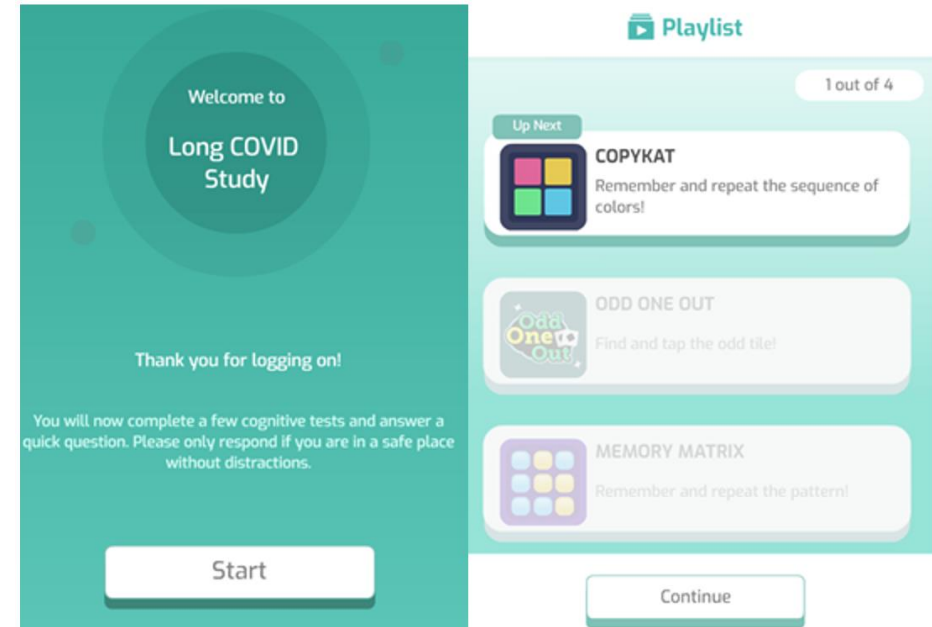 Welcome to
Long COVID
Study
Thank you for logging on!
You will now complete a few cognitive tests and answer a
quick question. Please only respond if you are in a safe place
without distractions.
Start
Playlist
1 out of 4
Up Next
COPYKAT
Remember and repeat the sequence of
colors!
Odd
One
Out
ODD ONE OUT
Find and tap the odd tile!
MEMORY MATRIX
Remember and repeat the pattern!
Continue